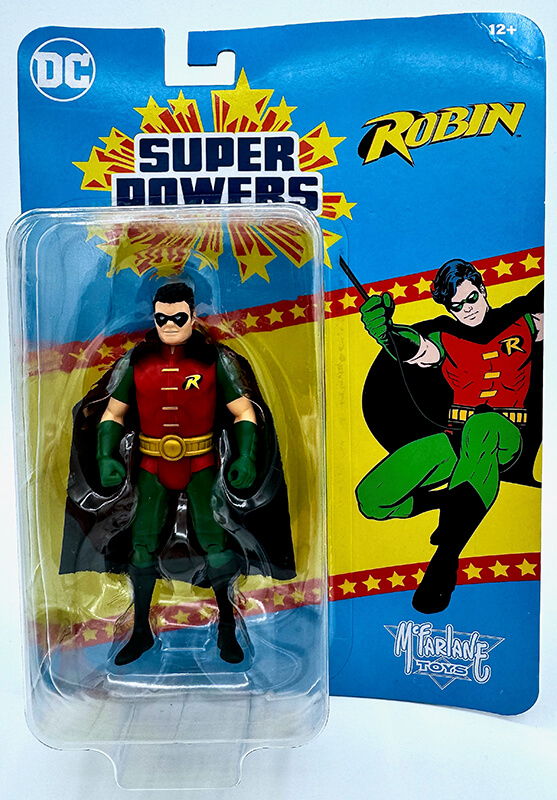 DC
12+
ROBIN
SUPER
POWERS
R
R
McFARLANE
TOYS